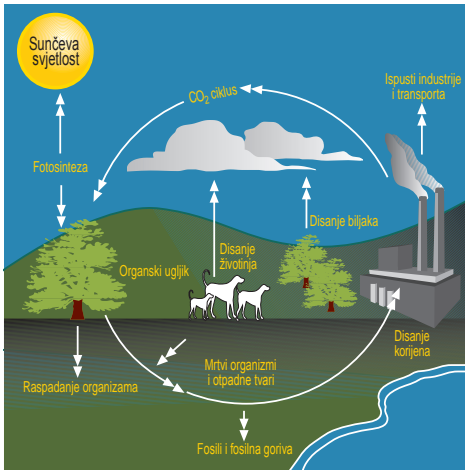 Sunčeva
svjetlost
Ispusti industrije
i transporta
CO₂ ciklus
Fotosinteza
Disanje biljaka
Disanje
životinja
Organski ugljik
Disanje
korijena
Mrtvi organizmi
i otpadne tvari
Raspadanje organizama
Fosili i fosilna goriva